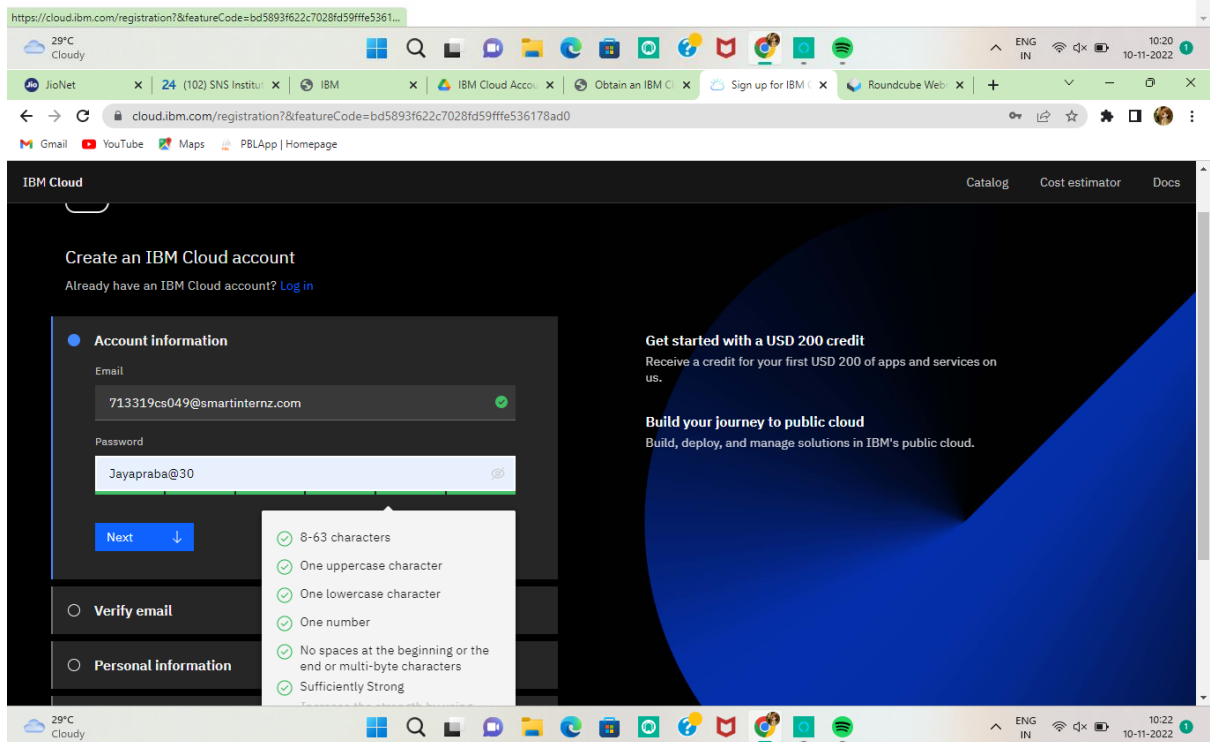 https://cloud.ibm.com/registration?&featureCode=bd5893f622c7028fd59fffe5361...
29°C
Cloudy
ENG
IN
10:20
10-11-2022
1
Jio
JioNet
24 (102) SNS Institut
IBM
IBM Cloud Accou
Obtain an IBM Cl
Sign up for IBM C
Roundcube Web
cloud.ibm.com/registration?&featureCode=bd5893f622c7028fd59fffe536178ad0
Gmail YouTube Maps PBLApp | Homepage
IBM Cloud
Catalog Cost estimator Docs
Create an IBM Cloud account
Already have an IBM Cloud account? Log in
Account information
Email
713319cs049@smartinternz.com
Password
Jayapraba@30
Next
8-63 characters
One uppercase character
One lowercase character
One number
No spaces at the beginning or the
end or multi-byte characters
Sufficiently Strong
Increase the strength by using
Verify email
Personal information
Get started with a USD 200 credit
Receive a credit for your first USD 200 of apps and services on
us.
Build your journey to public cloud
Build, deploy, and manage solutions in IBM's public cloud.
29°C
Cloudy
ENG
IN
10:22
10-11-2022
1